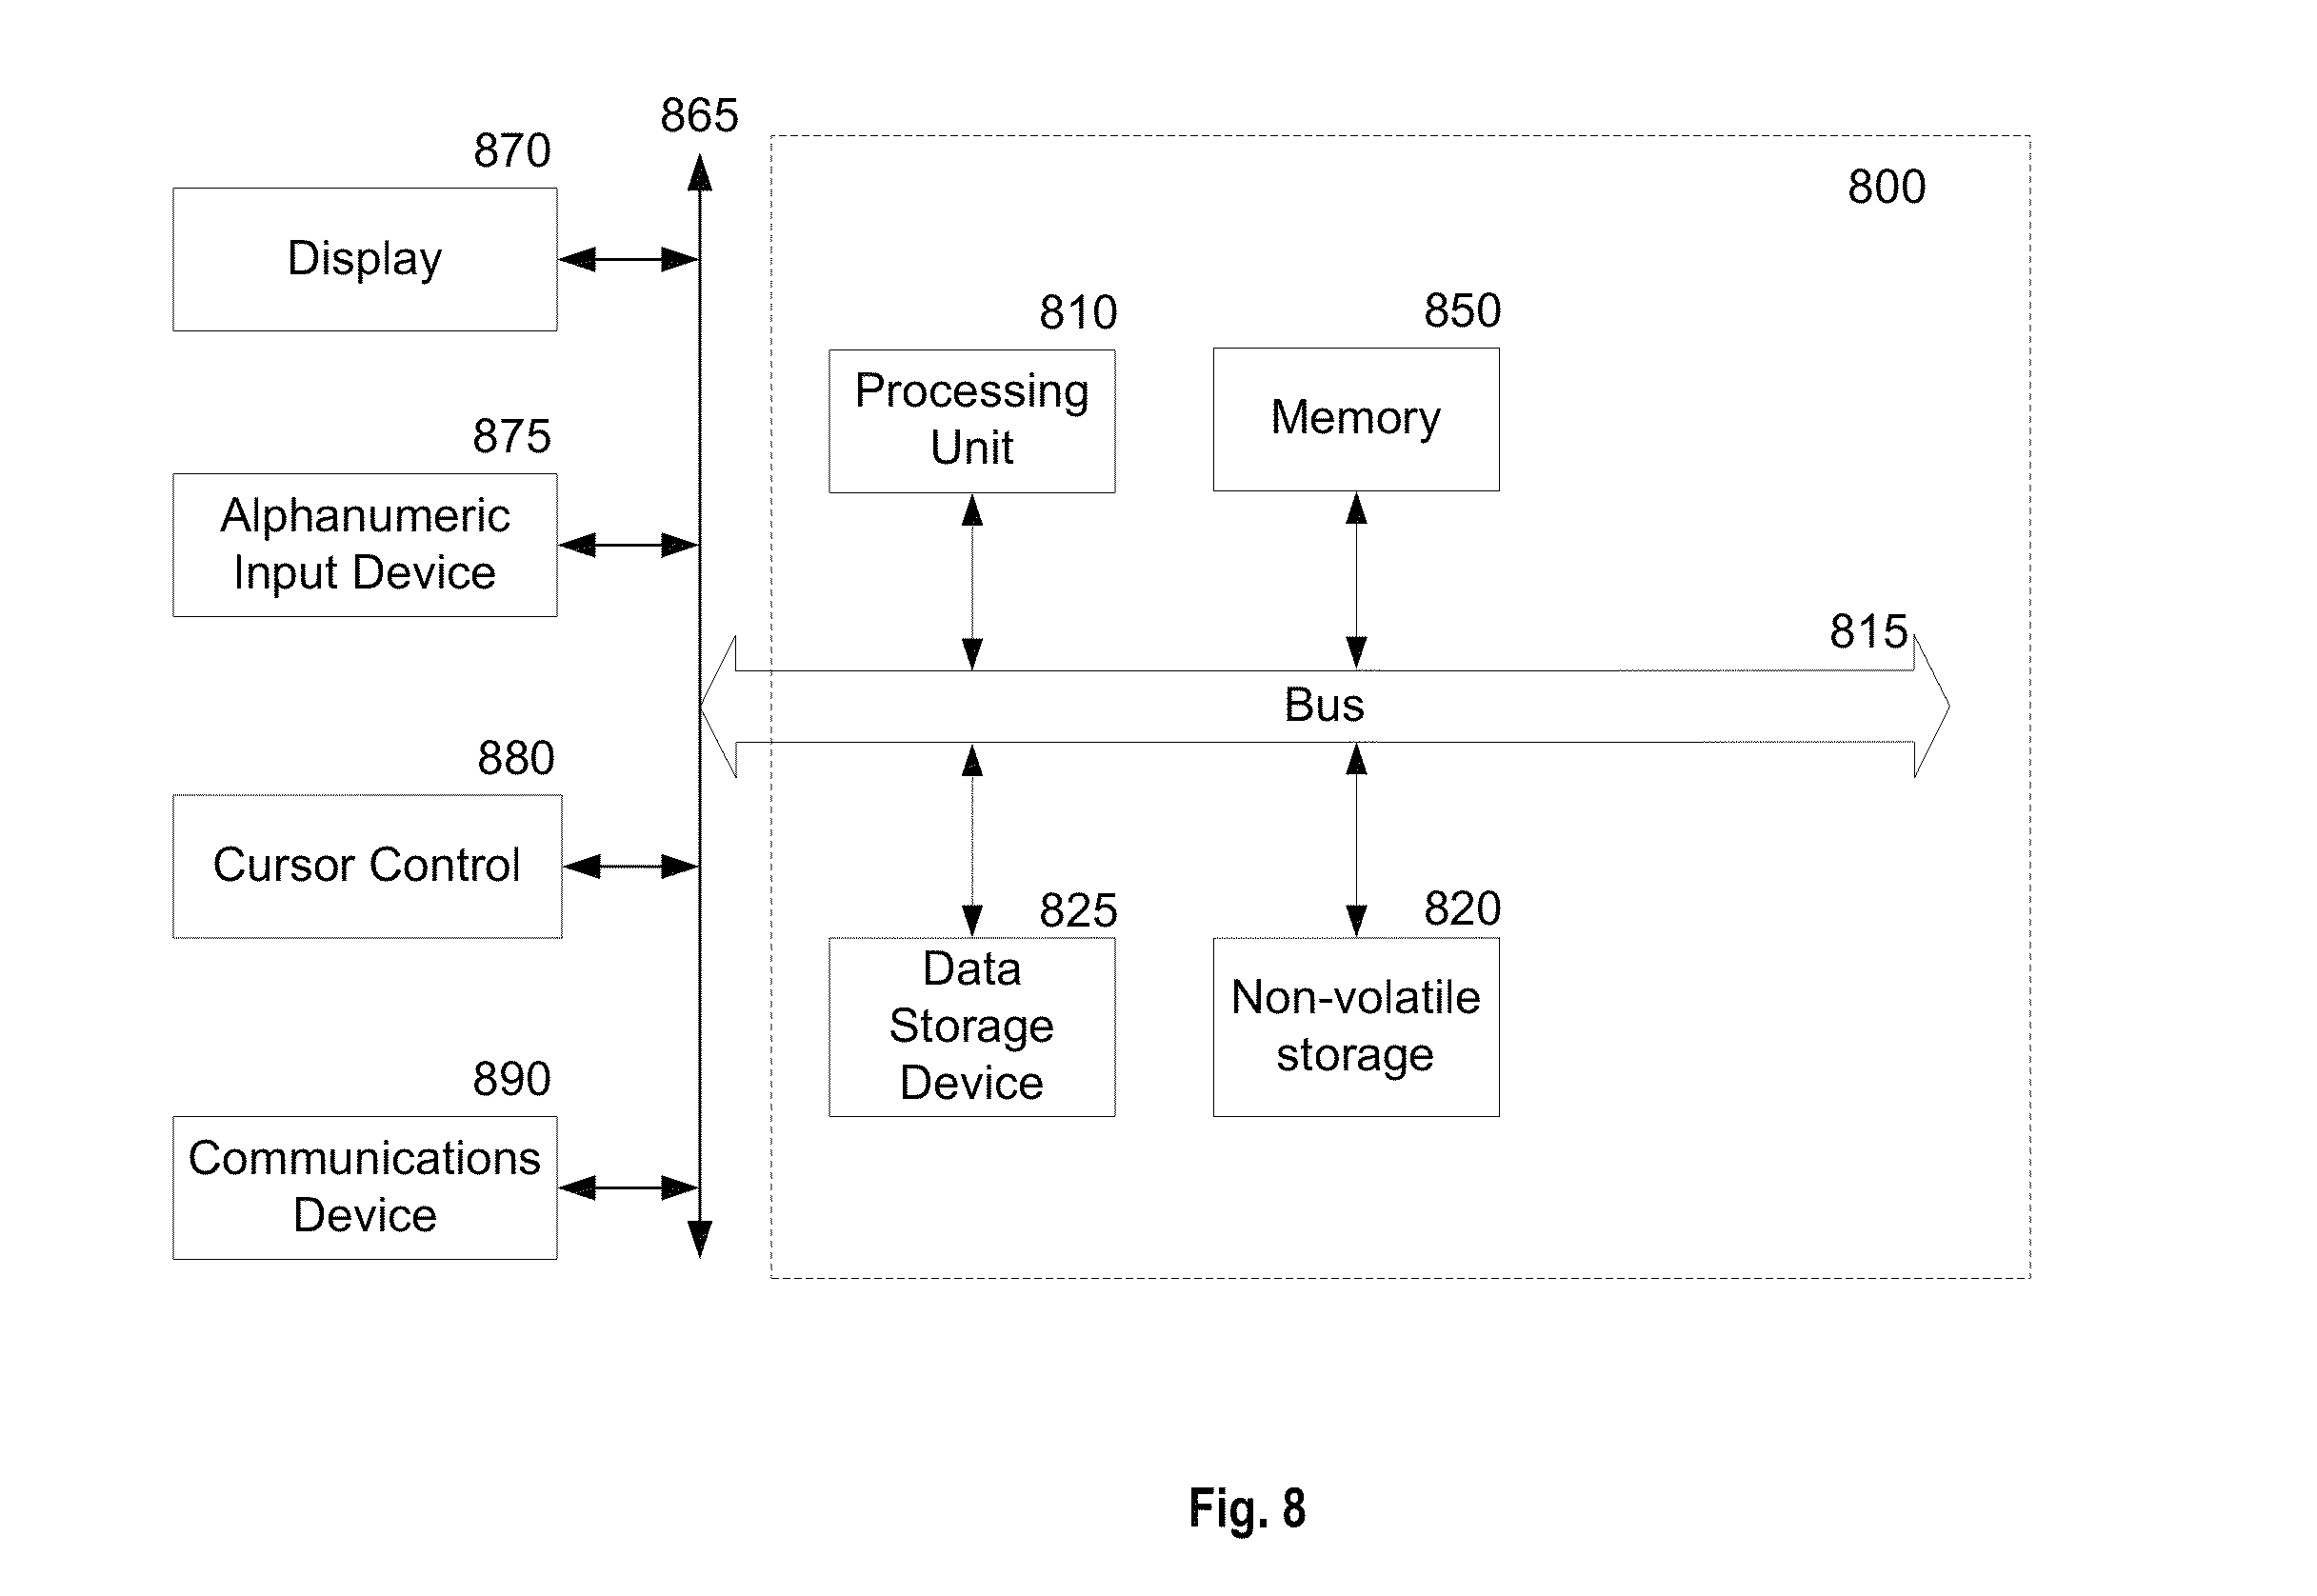 865
870
Display
875
Alphanumeric
Input Device
880
Cursor Control
890
Communications
Device
800
810
Processing
Unit
850
Memory
815
Bus
825
Data
Storage
Device
820
Non-volatile
storage
Fig. 8